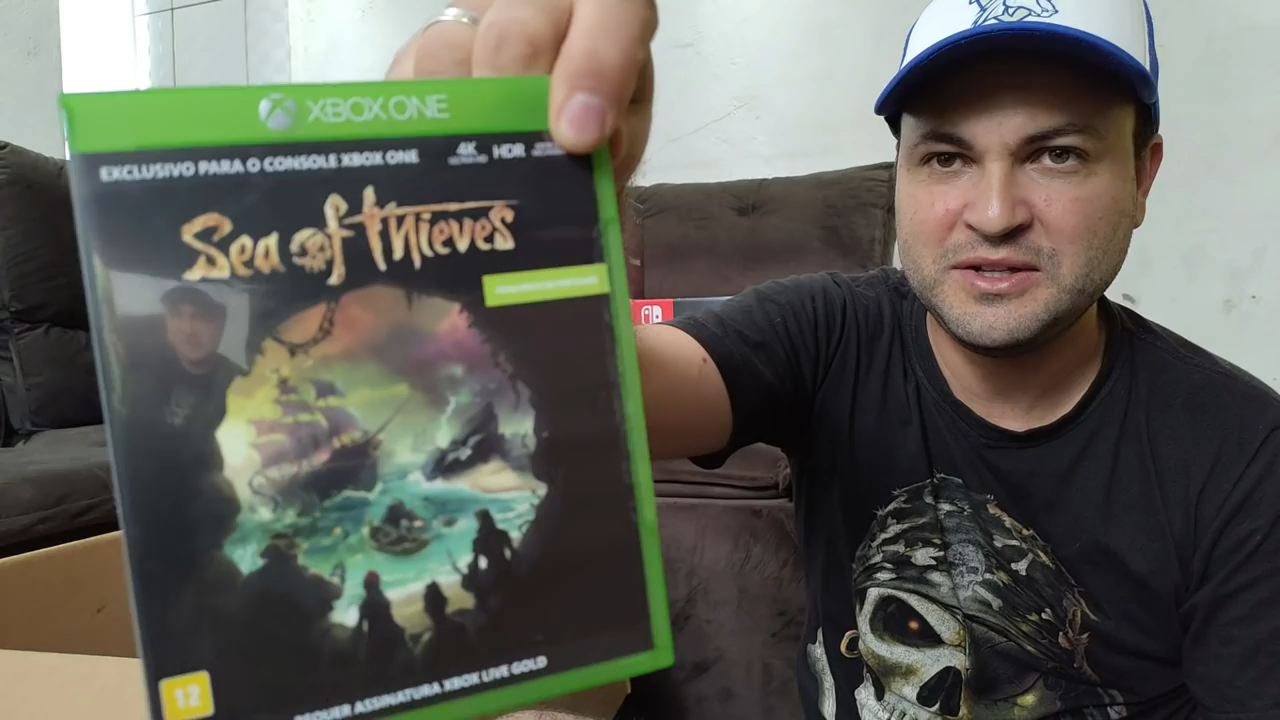 XBOX ONE
EXCLUSIVO PARA O CONSOLE XBOX ONE
4K
HDR
Sea of Thieves
12
REQUER ASSINATURA XBOX LIVE GOLD